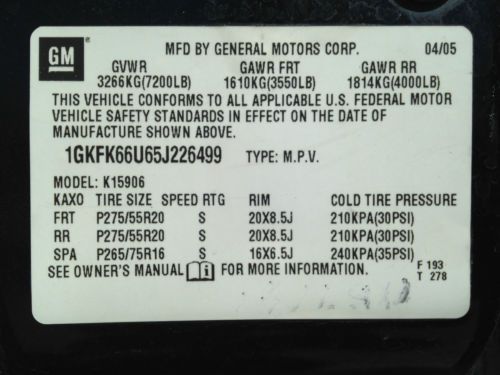 GM MFD BY GENERAL MOTORS CORP. 04/05
GVWR GAWR FRT GAWR RR
3266KG(7200LB) 1610KG(3550LB) 1814KG(4000LB)
THIS VEHICLE CONFORMS TO ALL APPLICABLE U.S. FEDERAL MOTOR
VEHICLE SAFETY STANDARDS IN EFFECT ON THE DATE OF
MANUFACTURE SHOWN ABOVE.
1GKFK66U65J226499 TYPE: M.P.V.
MODEL: K15906
KAXO TIRE SIZE SPEED RTG RIM COLD TIRE PRESSURE
FRT P275/55R20 S 20X8.5J 210KPA(30PSI)
RR P275/55R20 S 20X8.5J 210KPA(30PSI)
SPA P265/75R16 S 16X6.5J 240KPA(35PSI)
SEE OWNER'S MANUAL FOR MORE INFORMATION. F 193
T 278